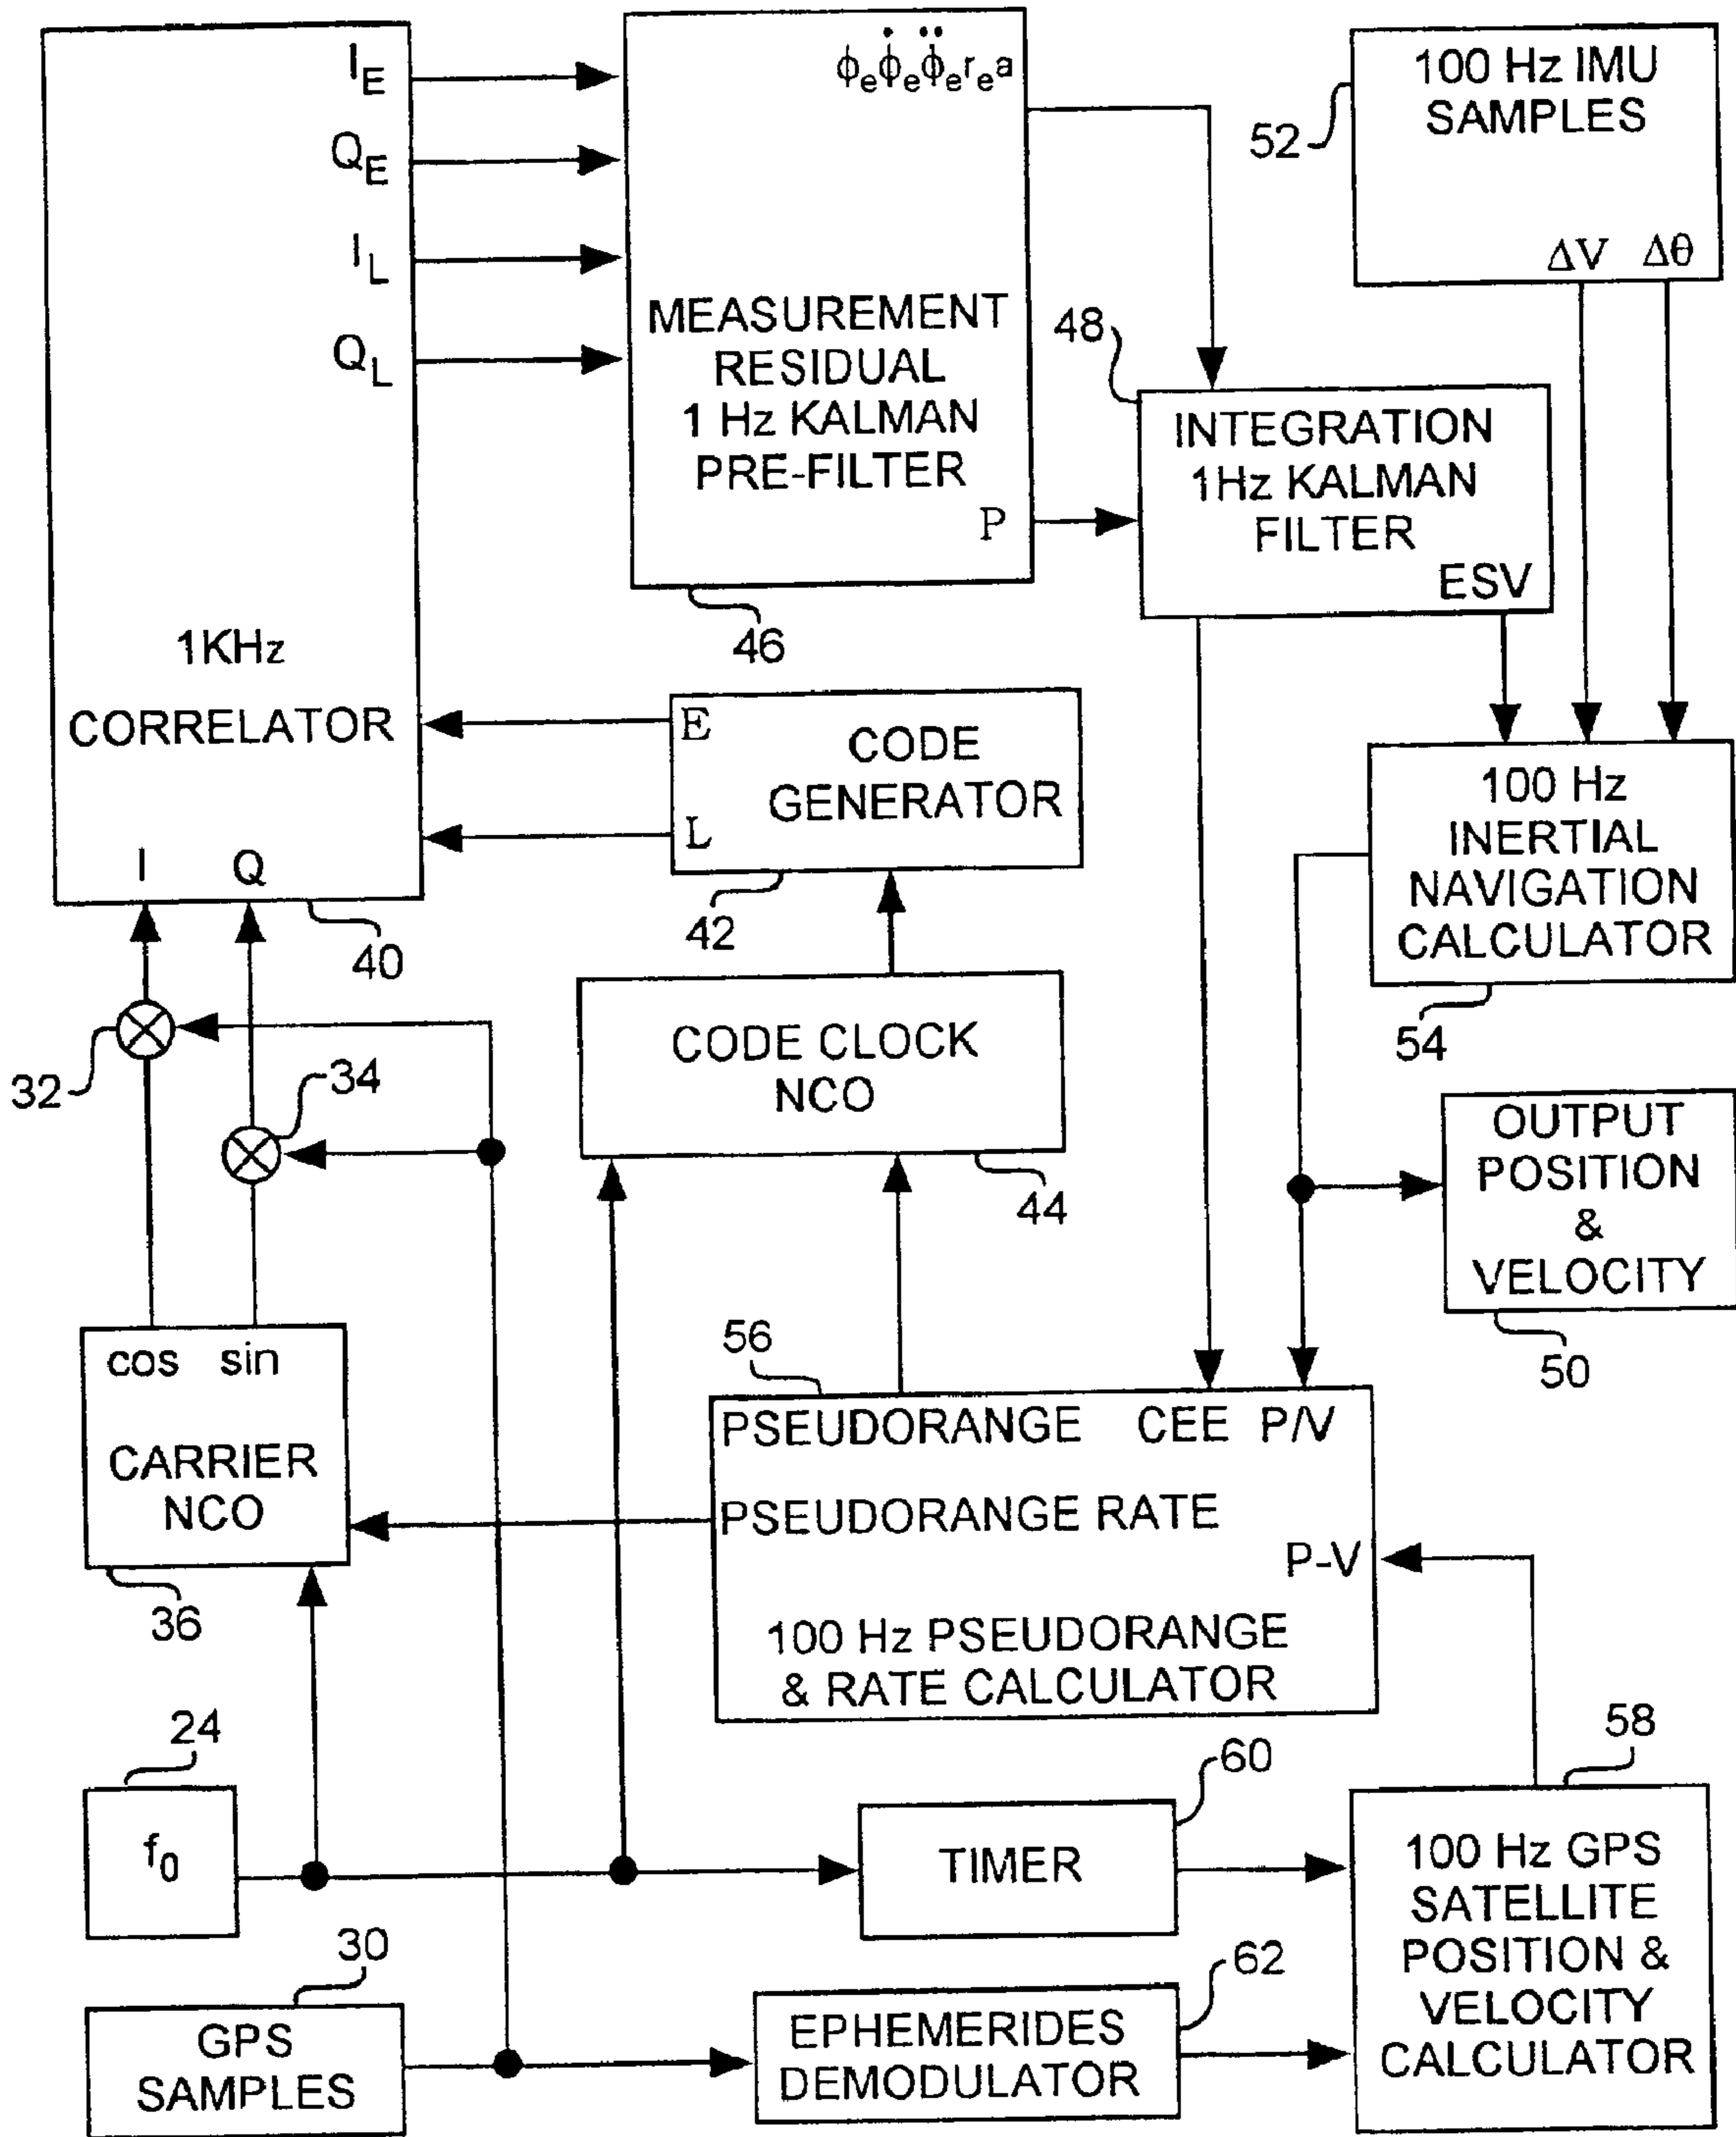 I_E
Q_E
I_L
Q_L
1KHz
CORRELATOR
I Q
40
ϕ_e ϕ̇_e ϕ̈_e r_e a
MEASUREMENT
RESIDUAL
1 Hz KALMAN
PRE-FILTER
P
46
100 Hz IMU
SAMPLES
ΔV Δθ
52
48
INTEGRATION
1Hz KALMAN
FILTER
ESV
E
L
CODE
GENERATOR
42
100 Hz
INERTIAL
NAVIGATION
CALCULATOR
54
32
34
CODE CLOCK
NCO
44
OUTPUT
POSITION
&
VELOCITY
50
cos sin
CARRIER
NCO
36
56
PSEUDORANGE CEE P/V
PSEUDORANGE RATE
P-V
100 Hz PSEUDORANGE
& RATE CALCULATOR
24
f_0
60
TIMER
58
100 Hz GPS
SATELLITE
POSITION &
VELOCITY
CALCULATOR
30
GPS
SAMPLES
62
EPHEMERIDES
DEMODULATOR